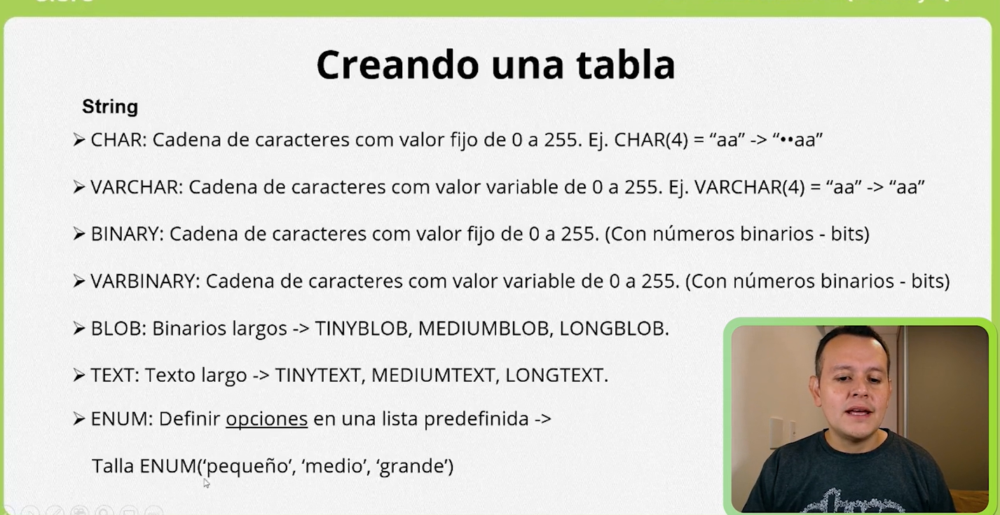 Creando una tabla
String
➢ CHAR: Cadena de caracteres com valor fijo de 0 a 255. Ej. CHAR(4) = “aa” -> “••aa”
➢ VARCHAR: Cadena de caracteres com valor variable de 0 a 255. Ej. VARCHAR(4) = “aa” -> “aa”
➢ BINARY: Cadena de caracteres com valor fijo de 0 a 255. (Con números binarios - bits)
➢ VARBINARY: Cadena de caracteres com valor variable de 0 a 255. (Con números binarios - bits)
➢ BLOB: Binarios largos -> TINYBLOB, MEDIUMBLOB, LONGBLOB.
➢ TEXT: Texto largo -> TINYTEXT, MEDIUMTEXT, LONGTEXT.
➢ ENUM: Definir opciones en una lista predefinida ->
Talla ENUM(‘pequeño’, ’medio’, ‘grande’)